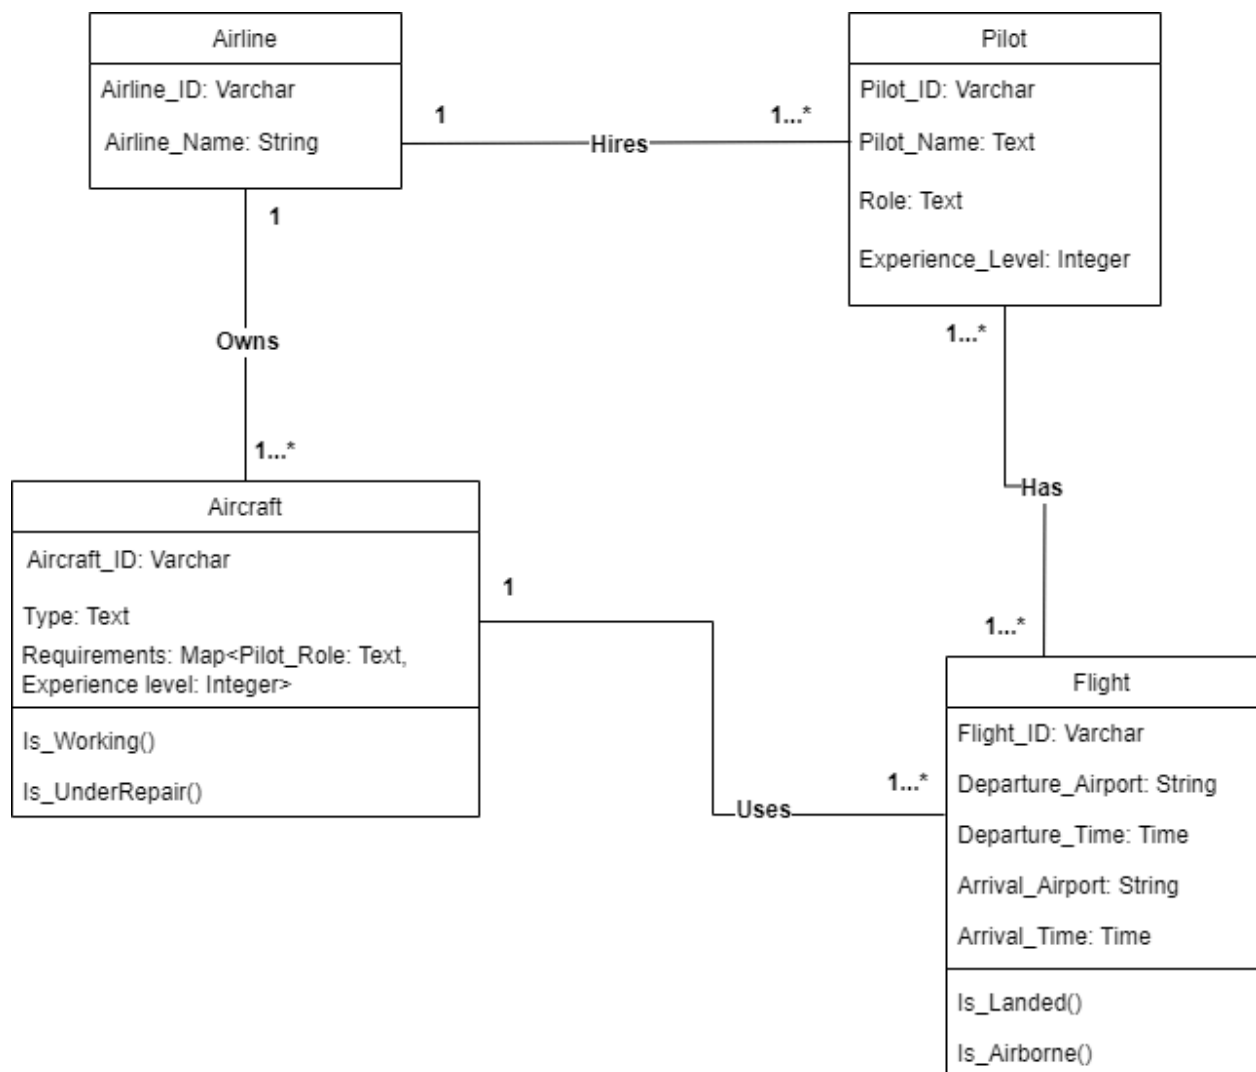 Airline
Airline_ID: Varchar
Airline_Name: String
1
Hires
1...*
Pilot
Pilot_ID: Varchar
Pilot_Name: Text
Role: Text
Experience_Level: Integer
1
Owns
1...*
1...*
Has
1...*
Aircraft
Aircraft_ID: Varchar
Type: Text
Requirements: Map<Pilot_Role: Text,
Experience level: Integer>
Is_Working()
Is_UnderRepair()
1
Uses
1...*
Flight
Flight_ID: Varchar
Departure_Airport: String
Departure_Time: Time
Arrival_Airport: String
Arrival_Time: Time
Is_Landed()
Is_Airborne()